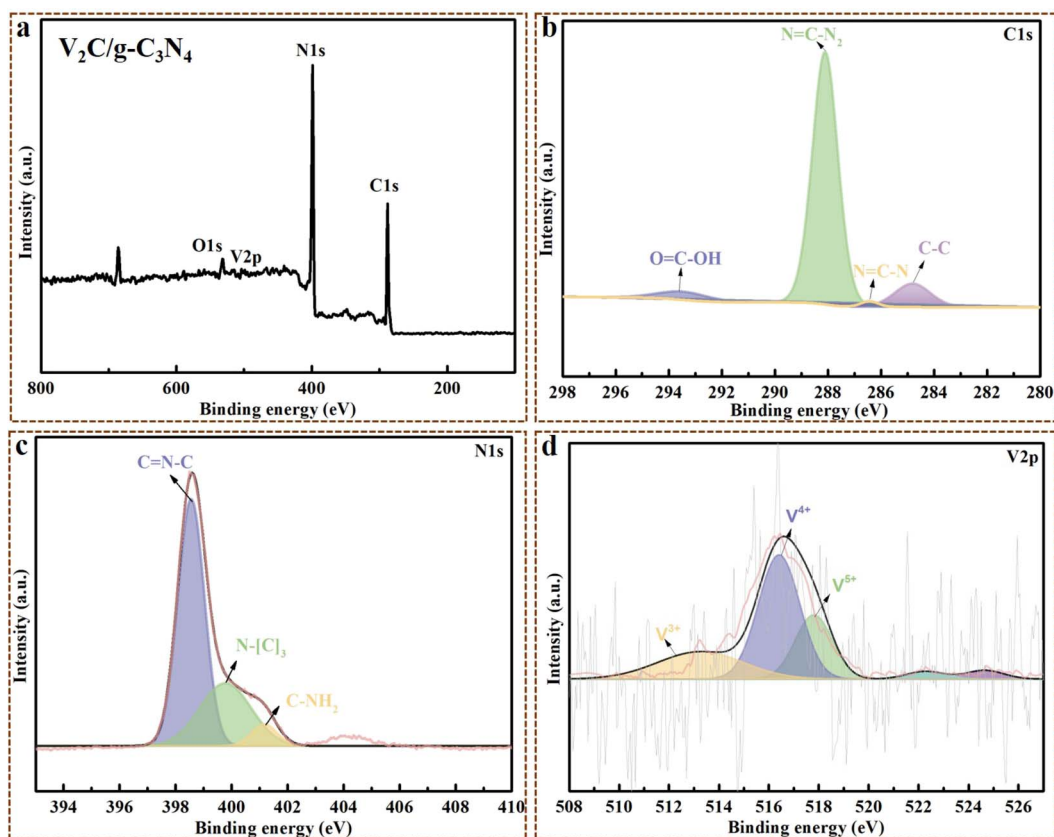 a
V₂C/g-C₃N₄
N1s
C1s
O1s
V2p
Intensity (a.u.)
800 600 400 200
Binding energy (eV)
b
C1s
N=C-N₂
O=C-OH
N=C-N
C-C
Intensity (a.u.)
298 296 294 292 290 288 286 284 282 280
Binding energy (eV)
c
N1s
C=N-C
N-[C]₃
C-NH₂
Intensity (a.u.)
394 396 398 400 402 404 406 408 410
Binding energy (eV)
d
V2p
V⁴⁺
V⁵⁺
V³⁺
Intensity (a.u.)
508 510 512 514 516 518 520 522 524 526
Binding energy (eV)